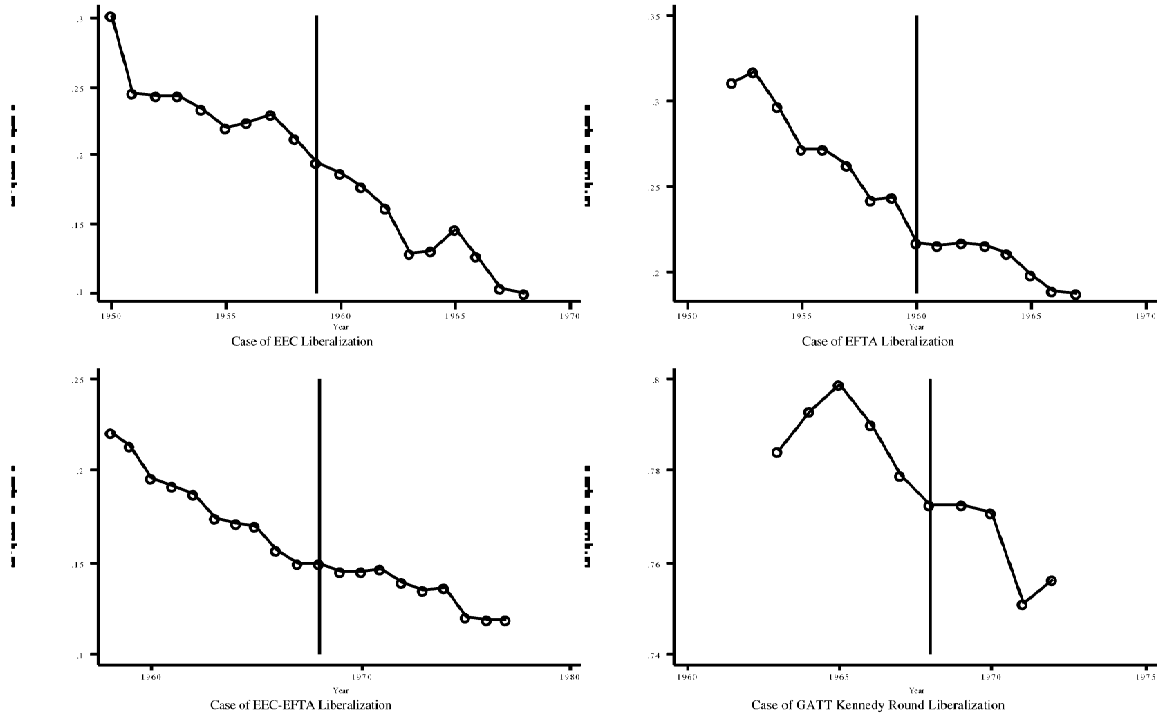 .3
.25
.2
.15
.1
1950 1955 1960 1965 1970
Year
Case of EEC Liberalization
.35
.3
.25
.2
1950 1955 1960 1965 1970
Year
Case of EFTA Liberalization
.25
.2
.15
.1
1960 1970 1980
Year
Case of EEC-EFTA Liberalization
.8
.78
.76
.74
1960 1965 1970 1975
Year
Case of GATT Kennedy Round Liberalization